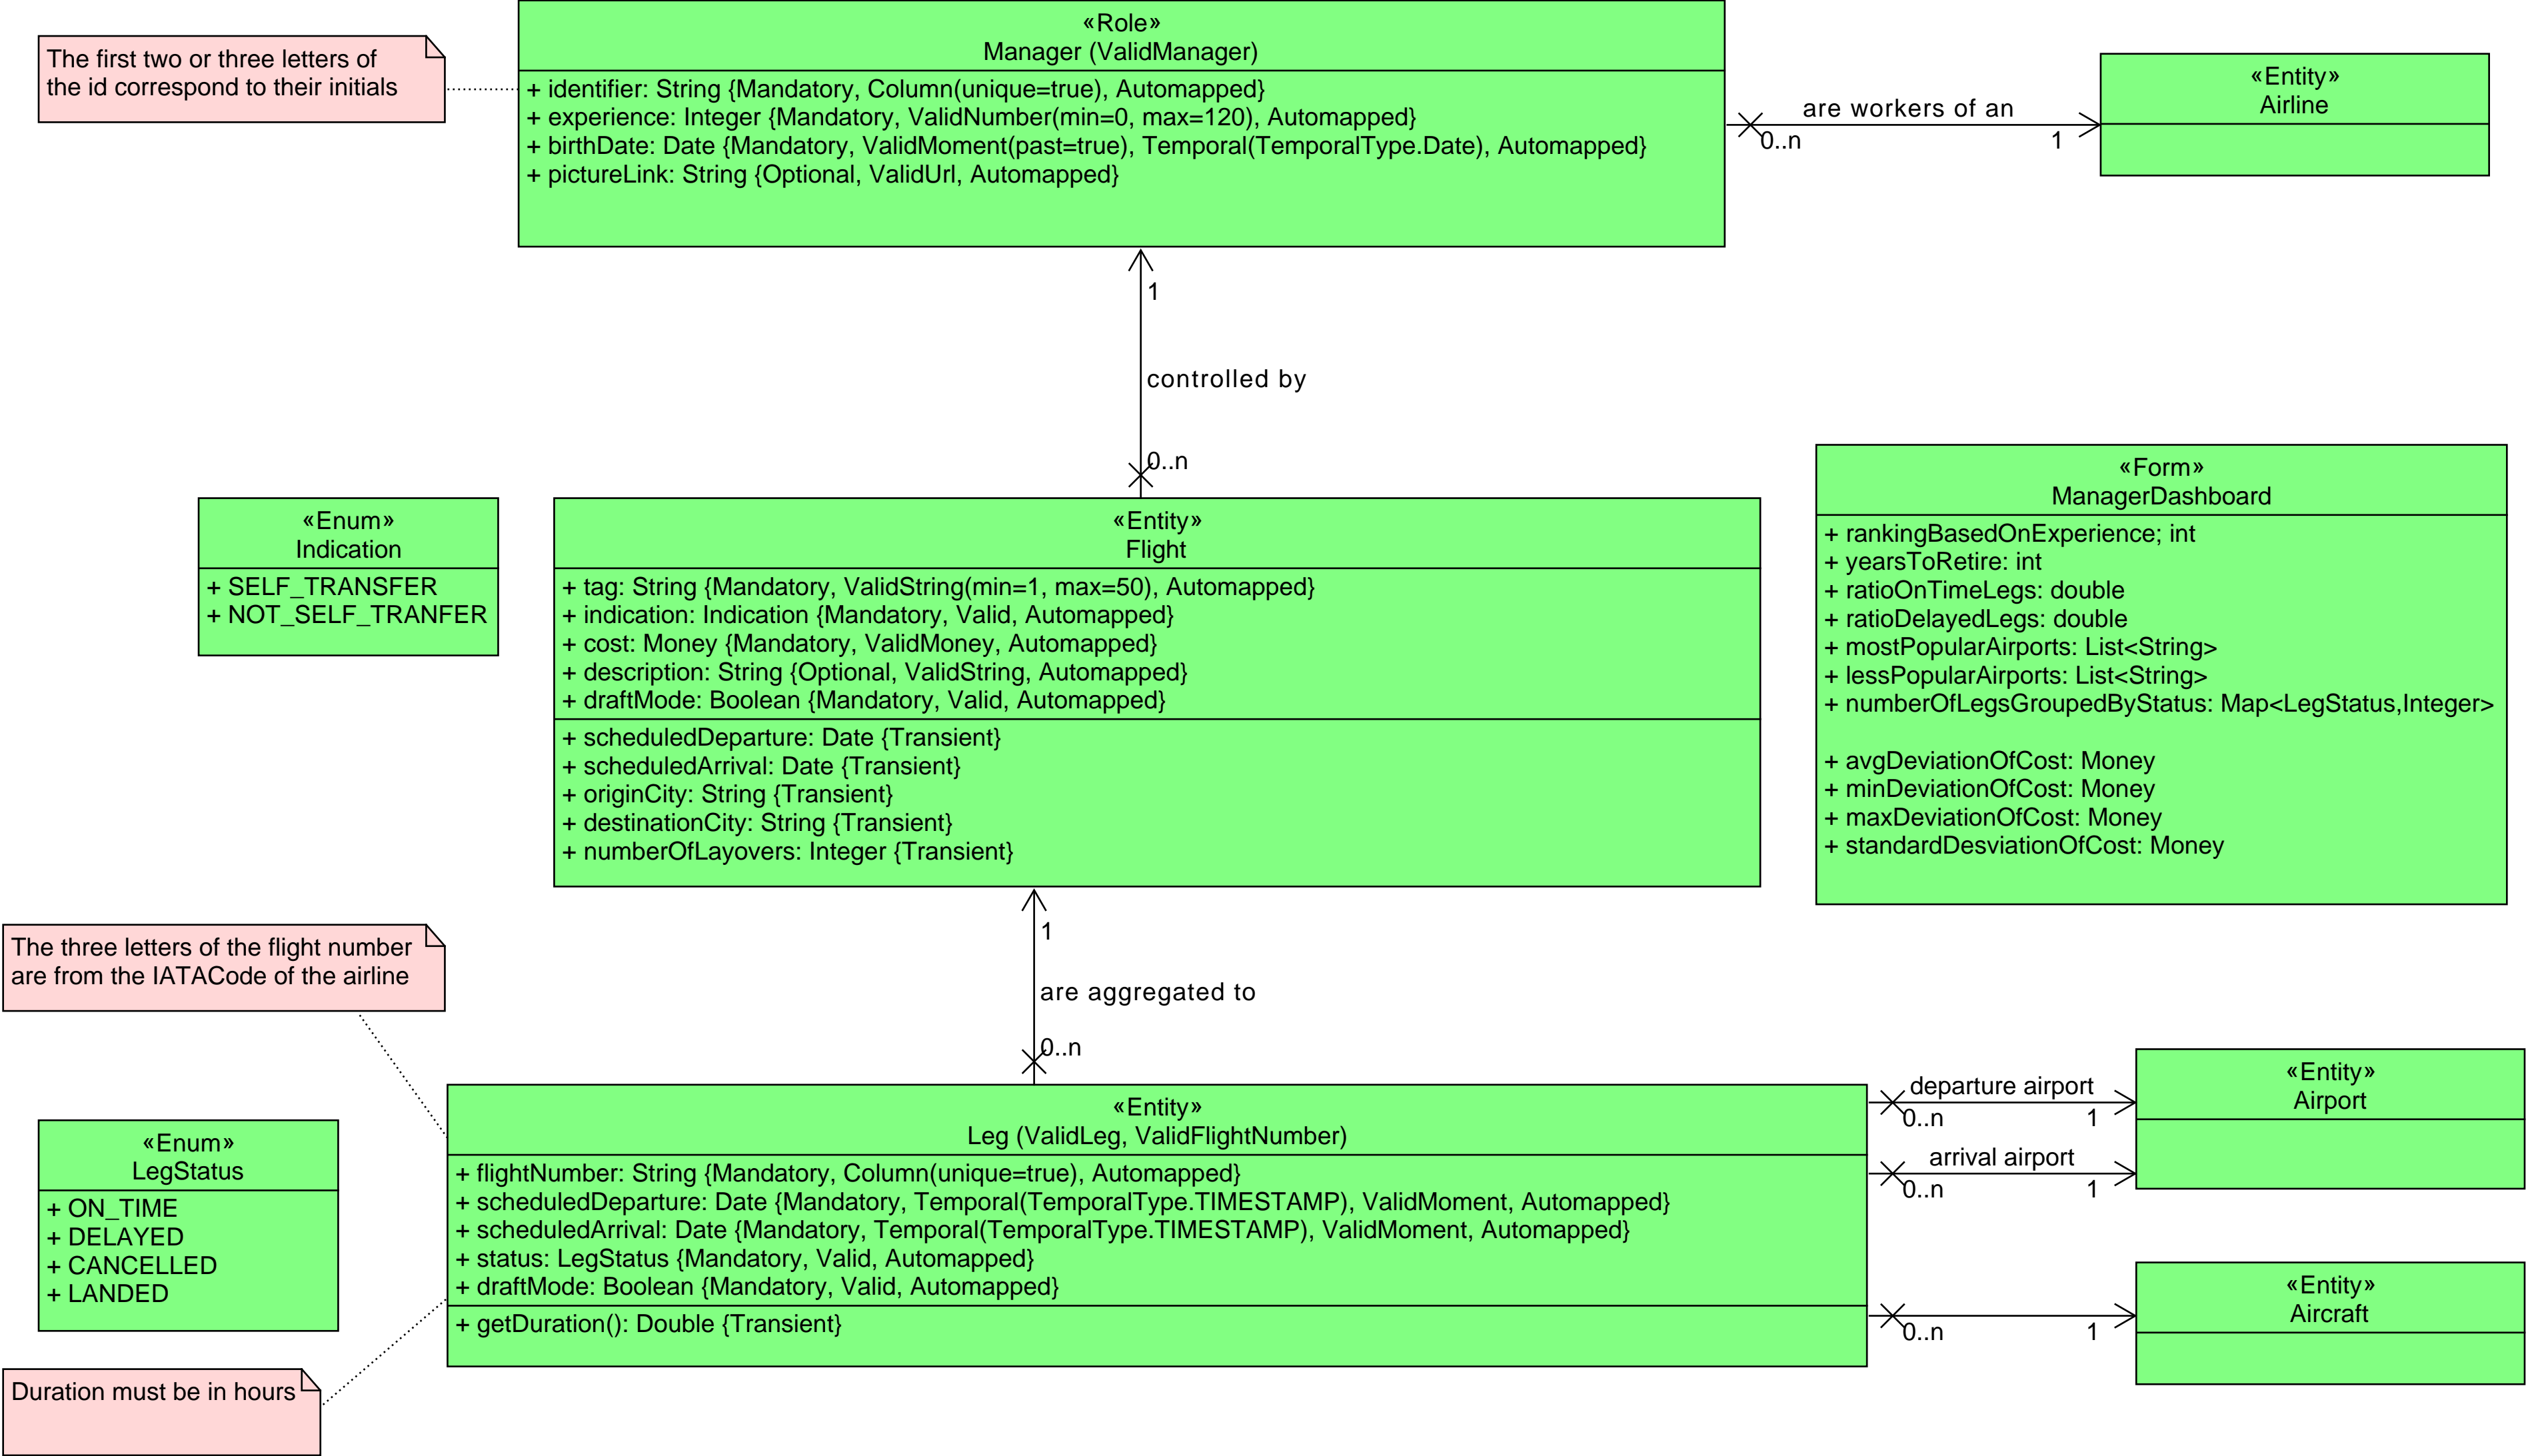 The first two or three letters of
the id correspond to their initials
«Role»
Manager (ValidManager)
+ identifier: String {Mandatory, Column(unique=true), Automapped}
+ experience: Integer {Mandatory, ValidNumber(min=0, max=120), Automapped}
+ birthDate: Date {Mandatory, ValidMoment(past=true), Temporal(TemporalType.Date), Automapped}
+ pictureLink: String {Optional, ValidUrl, Automapped}
are workers of an
0..n
1
«Entity»
Airline
1
controlled by
0..n
«Enum»
Indication
+ SELF_TRANSFER
+ NOT_SELF_TRANFER
«Entity»
Flight
+ tag: String {Mandatory, ValidString(min=1, max=50), Automapped}
+ indication: Indication {Mandatory, Valid, Automapped}
+ cost: Money {Mandatory, ValidMoney, Automapped}
+ description: String {Optional, ValidString, Automapped}
+ draftMode: Boolean {Mandatory, Valid, Automapped}
+ scheduledDeparture: Date {Transient}
+ scheduledArrival: Date {Transient}
+ originCity: String {Transient}
+ destinationCity: String {Transient}
+ numberOfLayovers: Integer {Transient}
«Form»
ManagerDashboard
+ rankingBasedOnExperience; int
+ yearsToRetire: int
+ ratioOnTimeLegs: double
+ ratioDelayedLegs: double
+ mostPopularAirports: List<String>
+ lessPopularAirports: List<String>
+ numberOfLegsGroupedByStatus: Map<LegStatus,Integer>
+ avgDeviationOfCost: Money
+ minDeviationOfCost: Money
+ maxDeviationOfCost: Money
+ standardDesviationOfCost: Money
1
are aggregated to
0..n
The three letters of the flight number
are from the IATACode of the airline
«Enum»
LegStatus
+ ON_TIME
+ DELAYED
+ CANCELLED
+ LANDED
Duration must be in hours
«Entity»
Leg (ValidLeg, ValidFlightNumber)
+ flightNumber: String {Mandatory, Column(unique=true), Automapped}
+ scheduledDeparture: Date {Mandatory, Temporal(TemporalType.TIMESTAMP), ValidMoment, Automapped}
+ scheduledArrival: Date {Mandatory, Temporal(TemporalType.TIMESTAMP), ValidMoment, Automapped}
+ status: LegStatus {Mandatory, Valid, Automapped}
+ draftMode: Boolean {Mandatory, Valid, Automapped}
+ getDuration(): Double {Transient}
departure airport
0..n
1
arrival airport
0..n
1
«Entity»
Airport
0..n
1
«Entity»
Aircraft